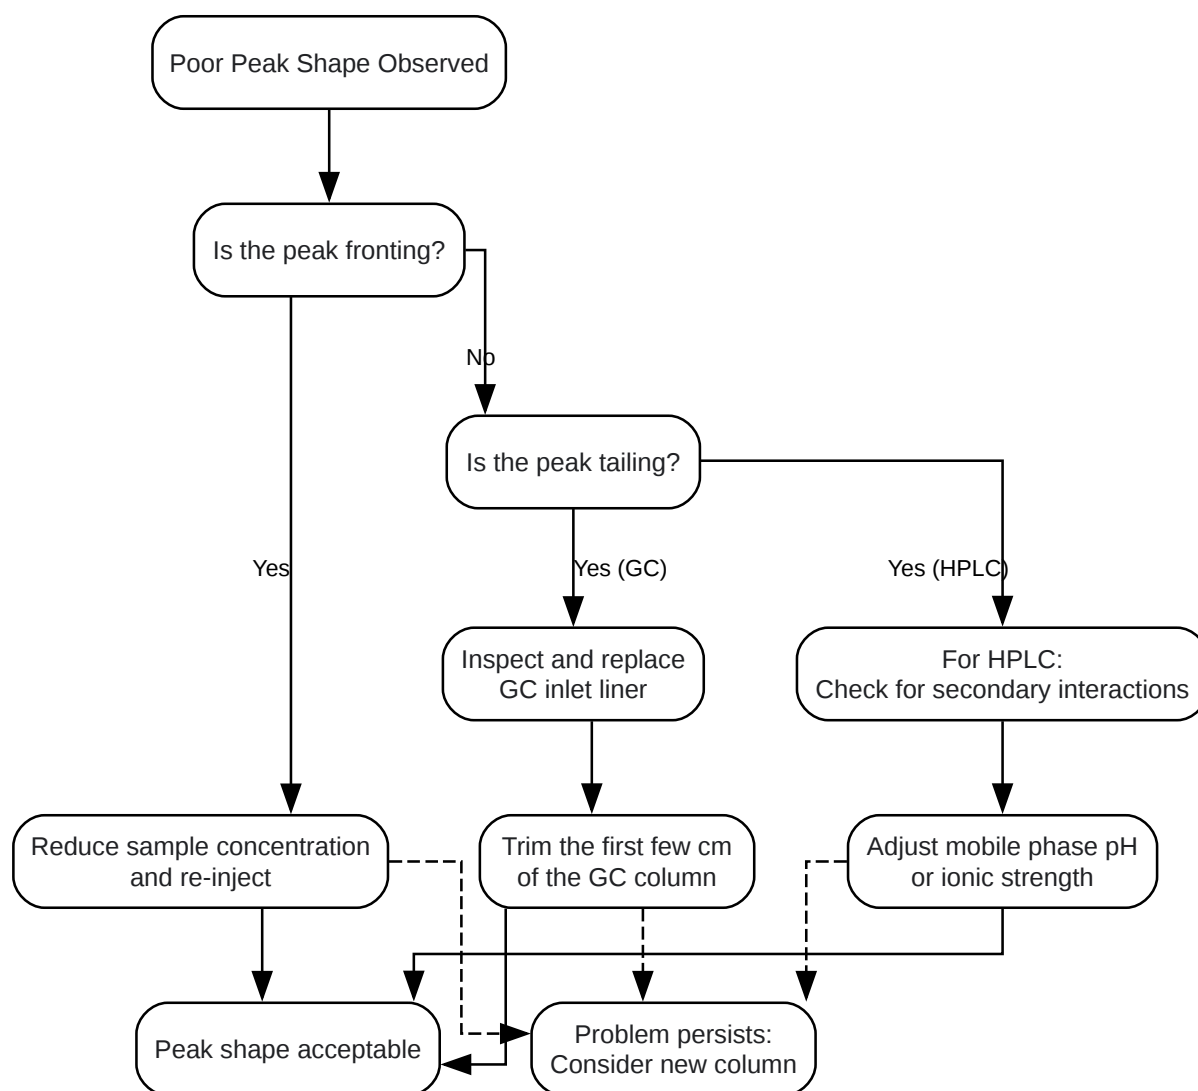 Poor Peak Shape Observed
Is the peak fronting?
No
Is the peak tailing?
Yes
Yes (GC)
Yes (HPLC)
Inspect and replace
GC inlet liner
For HPLC:
Check for secondary interactions
Reduce sample concentration
and re-inject
Trim the first few cm
of the GC column
Adjust mobile phase pH
or ionic strength
Peak shape acceptable
Problem persists:
Consider new column